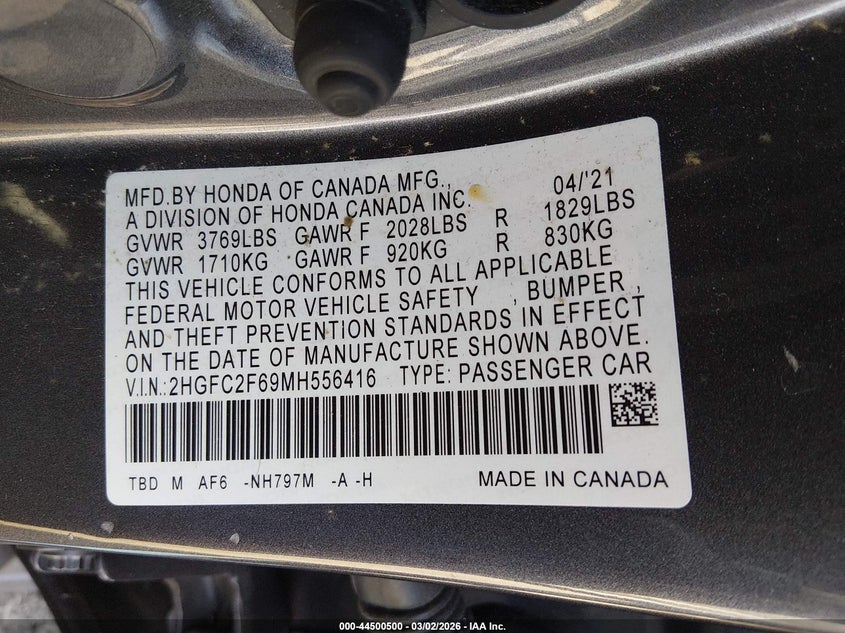 MFD.BY HONDA OF CANADA MFG., 04/'21
A DIVISION OF HONDA CANADA INC.
GVWR 3769LBS GAWR F 2028LBS R 1829LBS
GVWR 1710KG GAWR F 920KG R 830KG
THIS VEHICLE CONFORMS TO ALL APPLICABLE
FEDERAL MOTOR VEHICLE SAFETY , BUMPER ,
AND THEFT PREVENTION STANDARDS IN EFFECT
ON THE DATE OF MANUFACTURE SHOWN ABOVE.
V.I.N.:2HGFC2F69MH556416 TYPE: PASSENGER CAR
TBD M AF6 -NH797M -A -H MADE IN CANADA
000-44500500 | 03/02/2026 - IAA Inc.